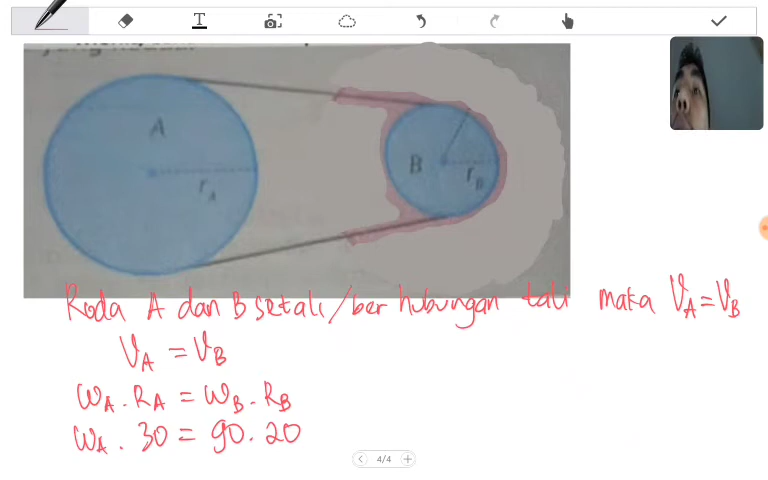 T
A
r_A
B
r_B
Roda A dan B setali/berhubungan tali maka V_A = V_B
V_A = V_B
ω_A . R_A = ω_B . R_B
ω_A . 30 = 90 . 20
4/4